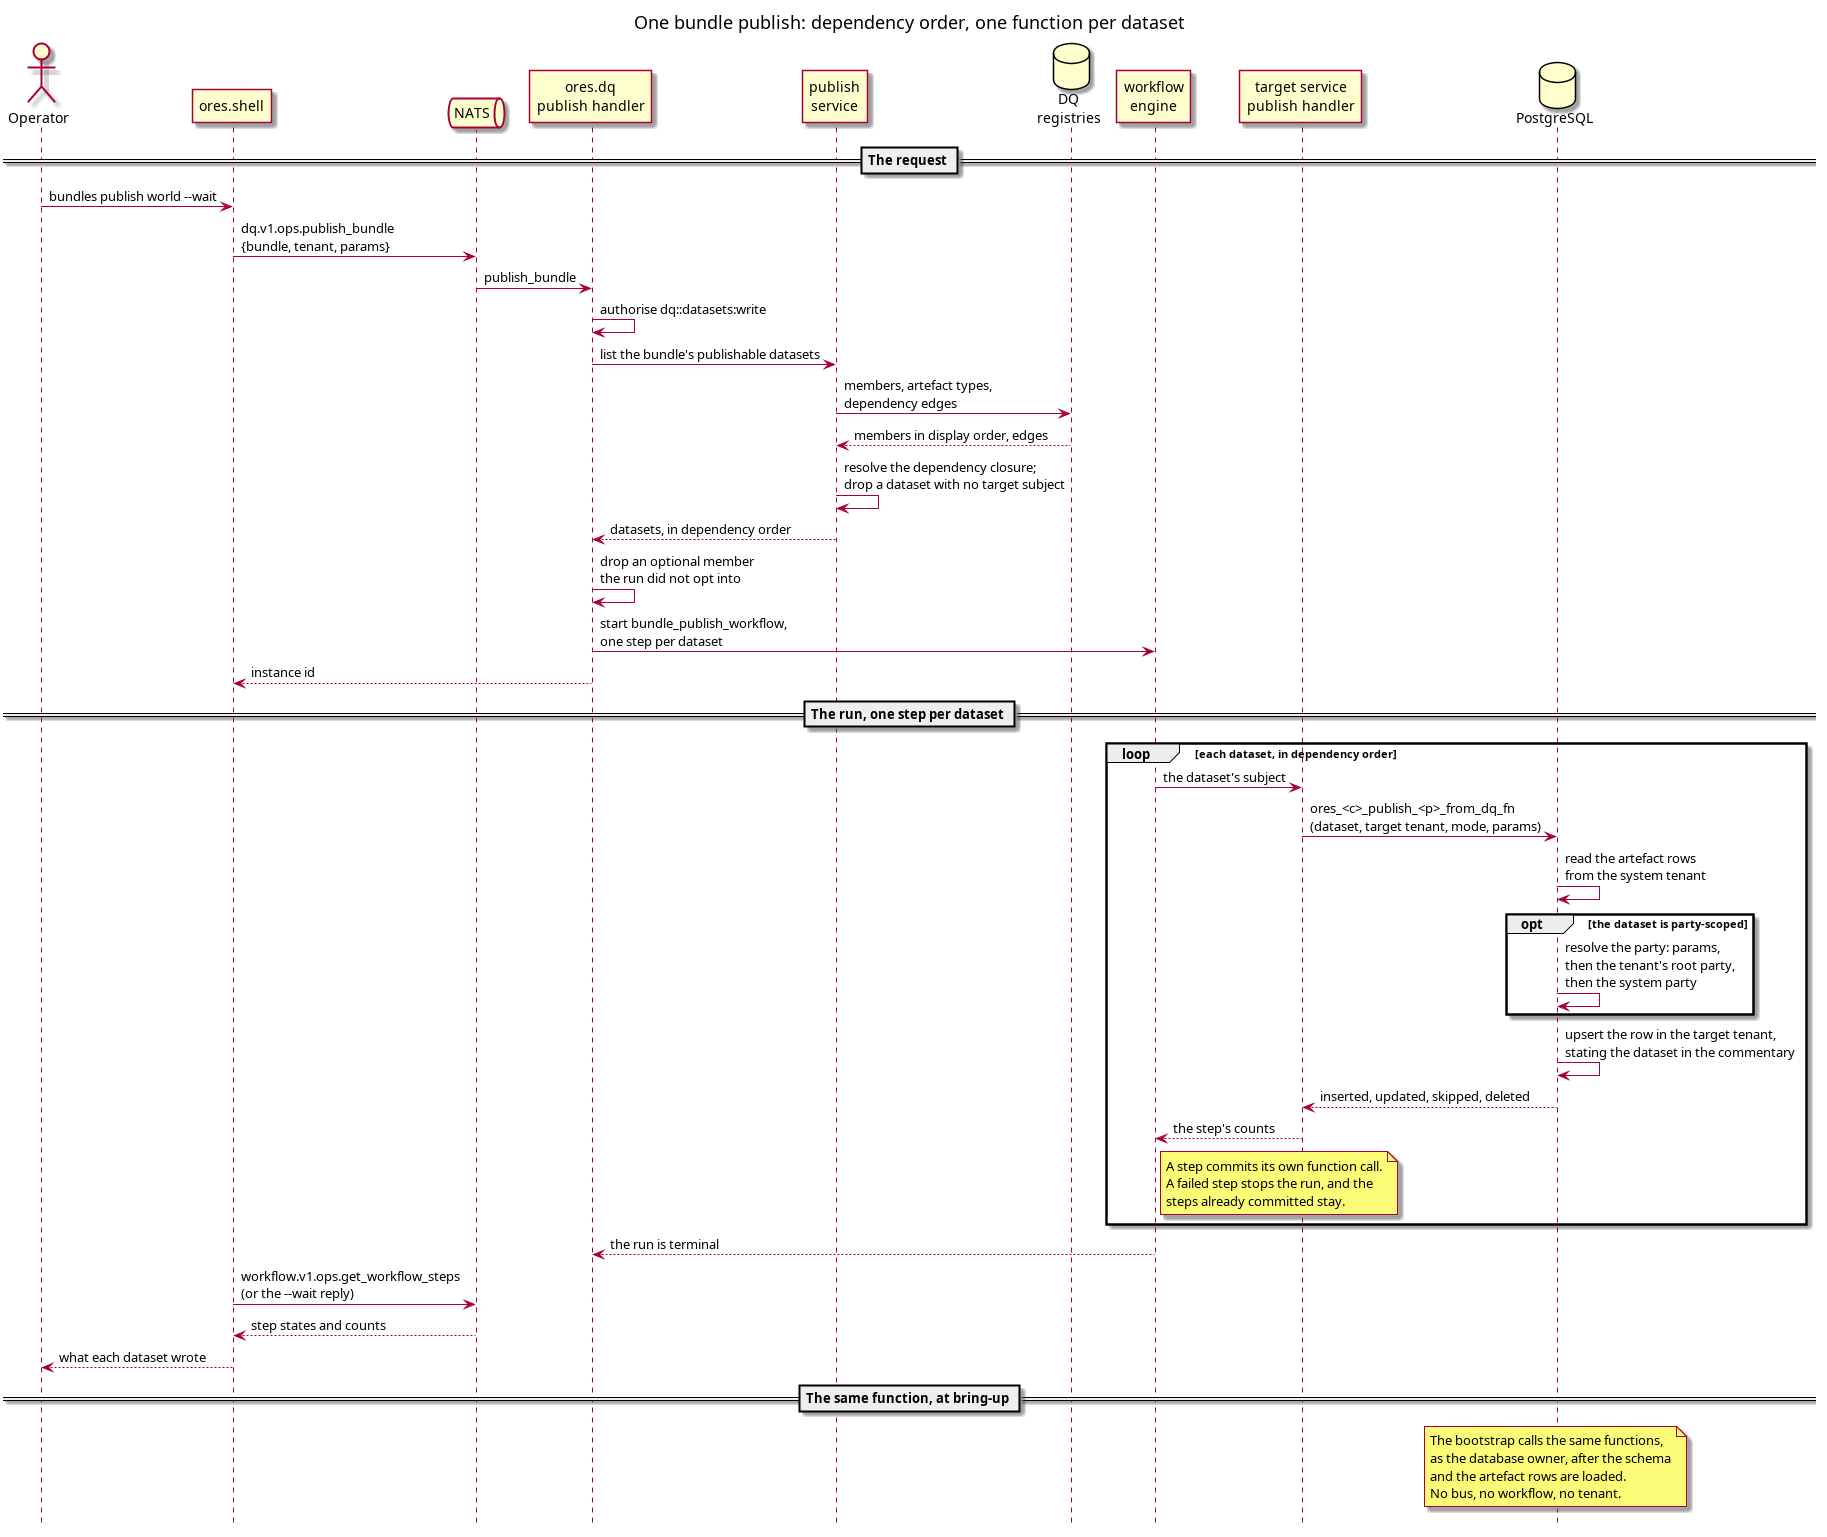 One bundle publish: dependency order, one function per dataset
Operator
ores.shell
NATS
ores.dq
publish handler
publish
service
DQ
registries
workflow
engine
target service
publish handler
PostgreSQL
The request
bundles publish world --wait
dq.v1.ops.publish_bundle
{bundle, tenant, params}
publish_bundle
authorise dq::datasets:write
list the bundle's publishable datasets
members, artefact types,
dependency edges
members in display order, edges
resolve the dependency closure;
drop a dataset with no target subject
datasets, in dependency order
drop an optional member
the run did not opt into
start bundle_publish_workflow,
one step per dataset
instance id
The run, one step per dataset
loop
[each dataset, in dependency order]
the dataset's subject
ores_<c>_publish_<p>_from_dq_fn
(dataset, target tenant, mode, params)
read the artefact rows
from the system tenant
opt
[the dataset is party-scoped]
resolve the party: params,
then the tenant's root party,
then the system party
upsert the row in the target tenant,
stating the dataset in the commentary
inserted, updated, skipped, deleted
the step's counts
A step commits its own function call.
A failed step stops the run, and the
steps already committed stay.
the run is terminal
workflow.v1.ops.get_workflow_steps
(or the --wait reply)
step states and counts
what each dataset wrote
The same function, at bring-up
The bootstrap calls the same functions,
as the database owner, after the schema
and the artefact rows are loaded.
No bus, no workflow, no tenant.